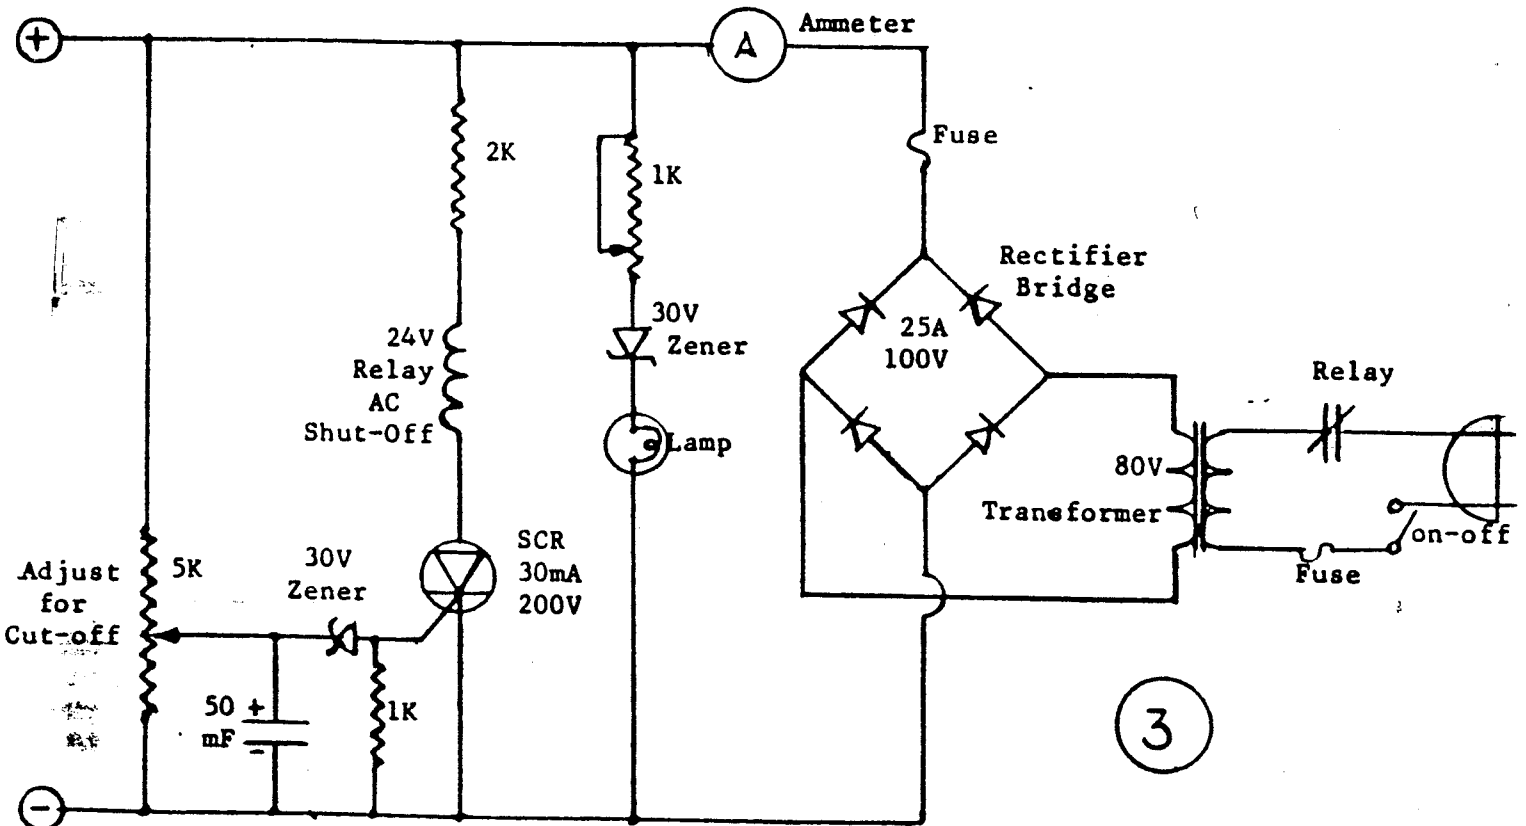 +
A
Ammeter
Fuse
2K
1K
Rectifier
Bridge
25A
100V
30V
Zener
24V
Relay
AC
Shut-Off
Lamp
Relay
80V
Transformer
on-off
Fuse
SCR
30mA
200V
30V
Zener
5K
Adjust
for
Cut-off
50 +
mF -
1K
3
-